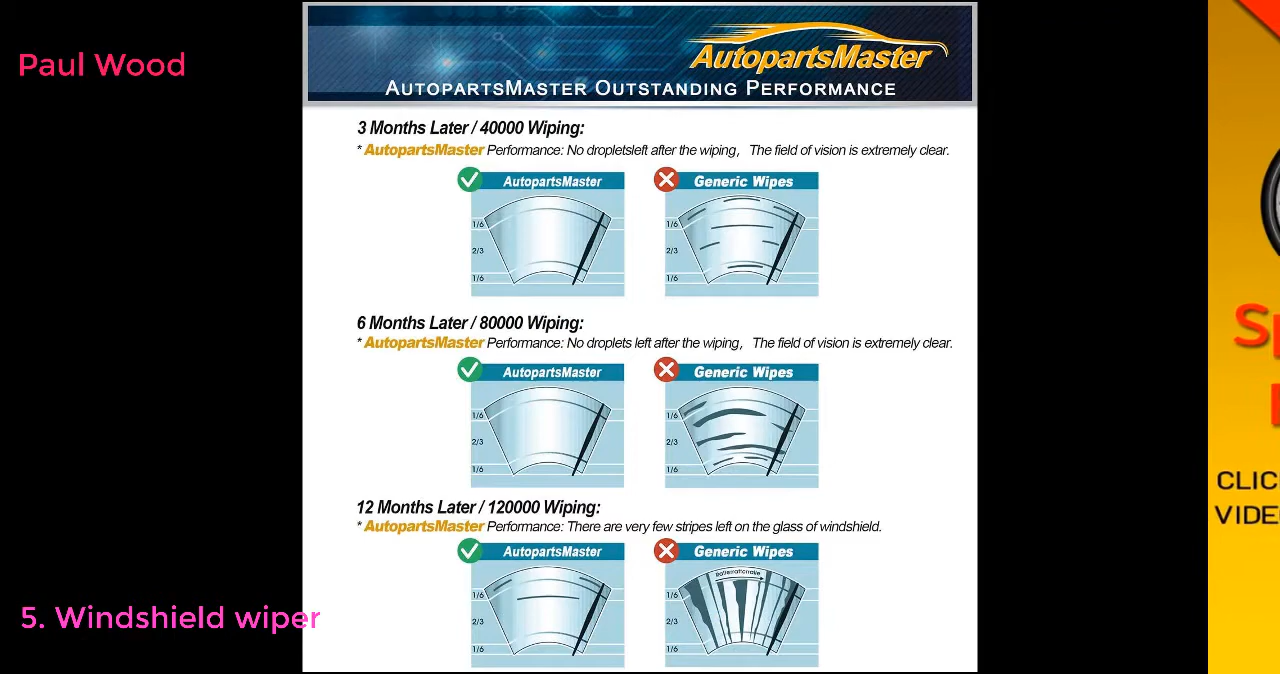 Paul Wood
AutopartsMaster
AUTOPARTSMASTER OUTSTANDING PERFORMANCE
3 Months Later / 40000 Wiping:
* AutopartsMaster Performance: No dropletsleft after the wiping, The field of vision is extremely clear.
AutopartsMaster
Generic Wipes
1/6
2/3
1/6
1/6
2/3
1/6
6 Months Later / 80000 Wiping:
* AutopartsMaster Performance: No droplets left after the wiping, The field of vision is extremely clear.
AutopartsMaster
Generic Wipes
1/6
2/3
1/6
1/6
2/3
1/6
12 Months Later / 120000 Wiping:
* AutopartsMaster Performance: There are very few stripes left on the glass of windshield.
AutopartsMaster
Generic Wipes
1/6
2/3
1/6
1/6
2/3
1/6
5. Windshield wiper